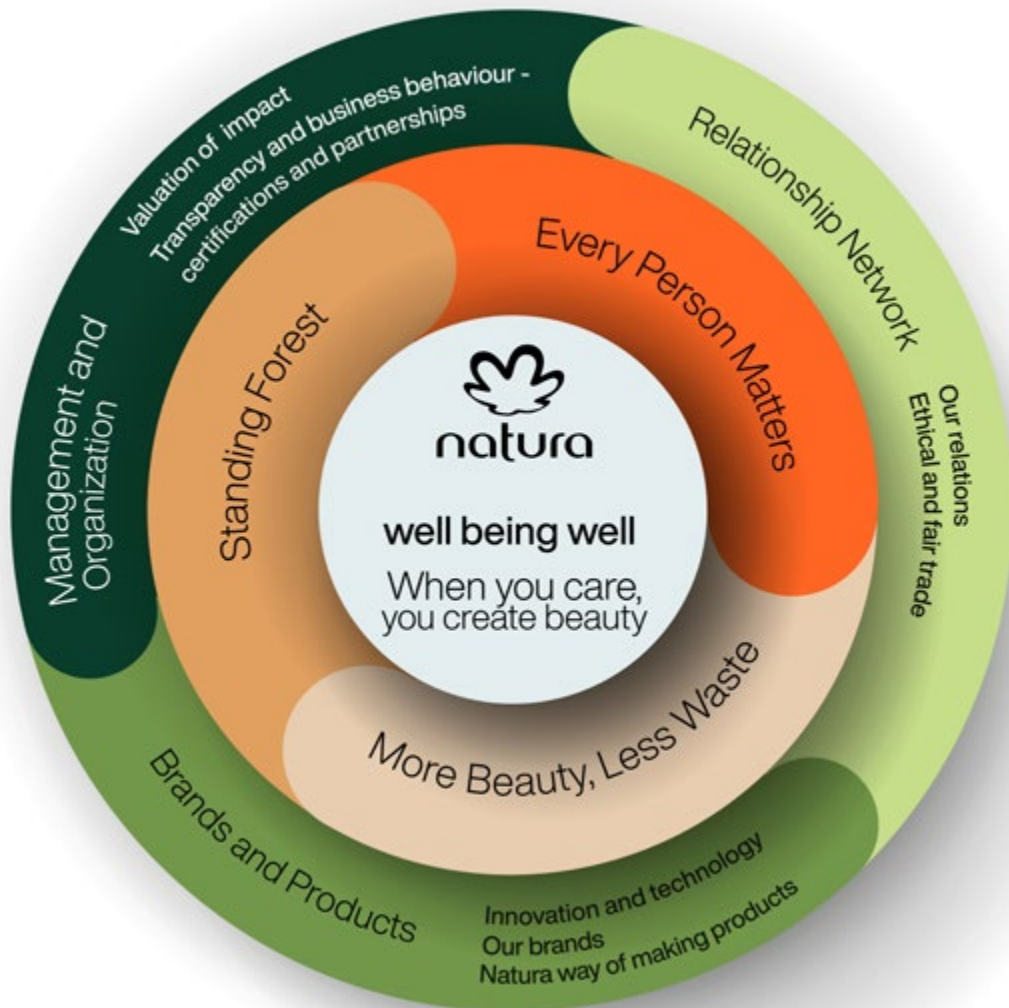 Valuation of impact
Transparency and business behaviour -
certifications and partnerships
Management and
Organization
Relationship Network
Our relations
Ethical and fair trade
Brands and Products
Innovation and technology
Our brands
Natura way of making products
Standing Forest
Every Person Matters
More Beauty, Less Waste
natura
well being well
When you care,
you create beauty